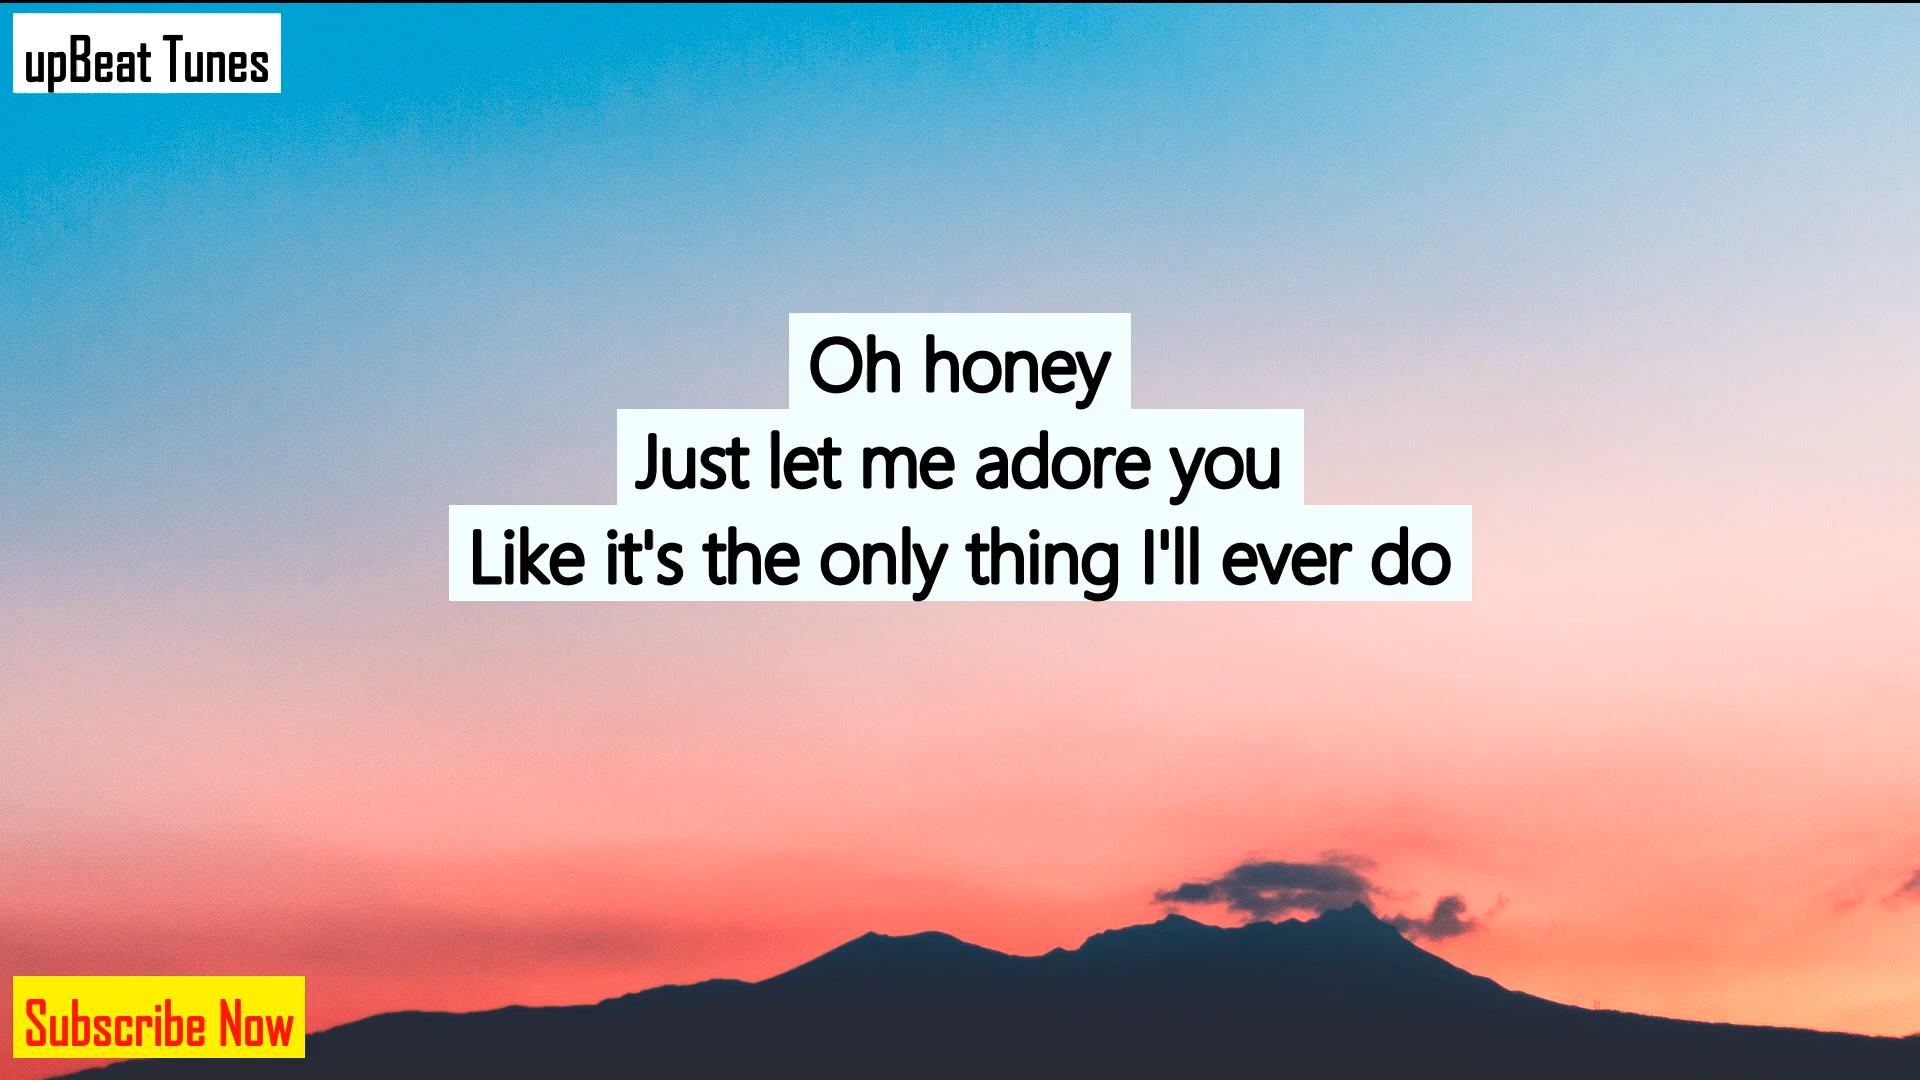 upBeat Tunes
Oh honey
Just let me adore you
Like it's the only thing I'll ever do
Subscribe Now